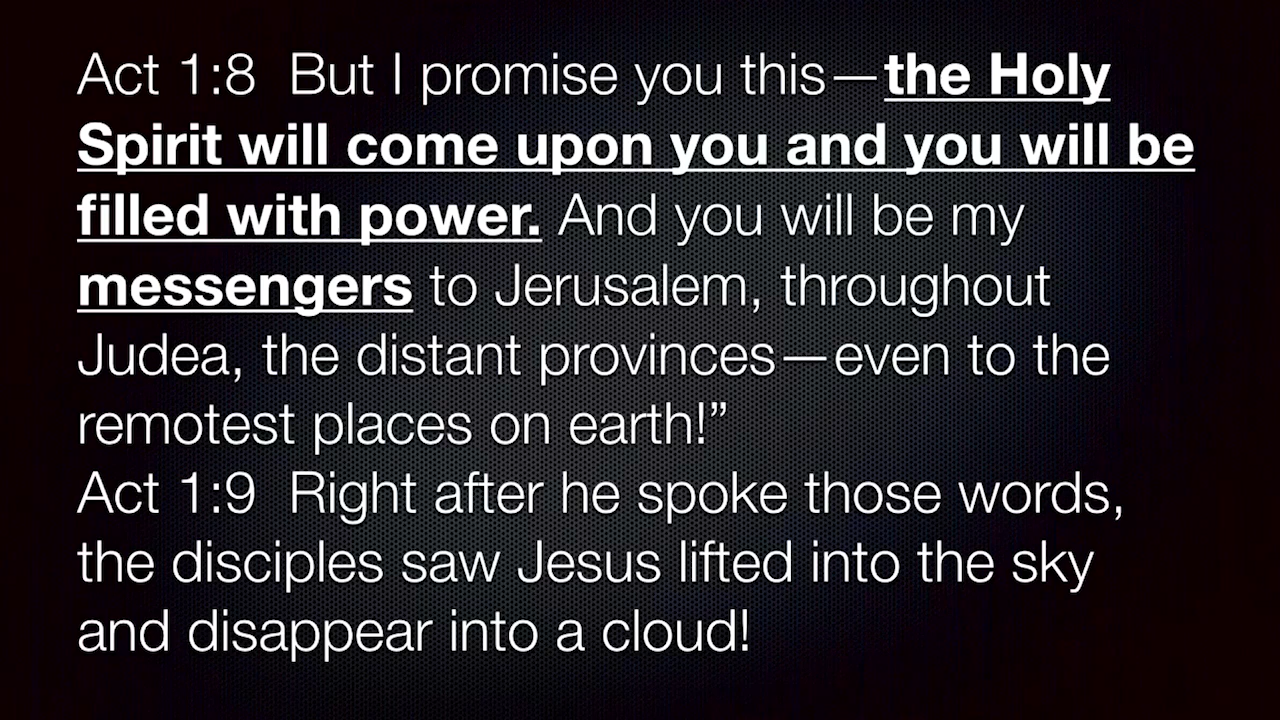 Act 1:8  But I promise you this—the Holy
Spirit will come upon you and you will be
filled with power. And you will be my
messengers to Jerusalem, throughout
Judea, the distant provinces—even to the
remotest places on earth!”
Act 1:9  Right after he spoke those words,
the disciples saw Jesus lifted into the sky
and disappear into a cloud!